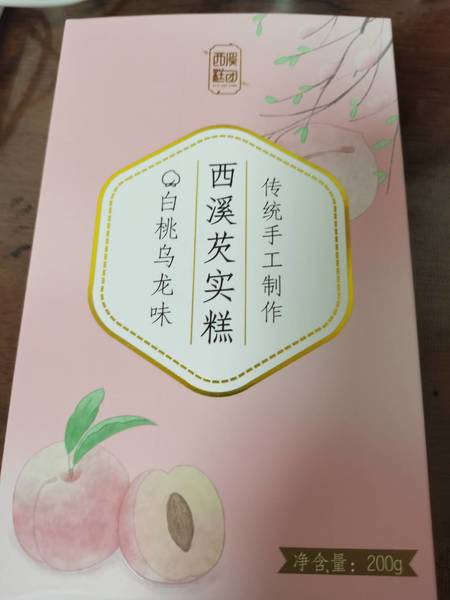 西溪
糕团
传统手工制作
西溪芡实糕
白桃乌龙味
净含量：200g